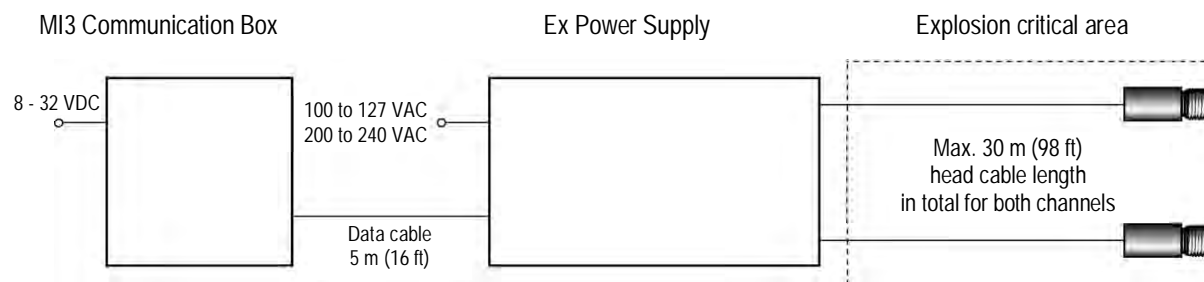 MI3 Communication Box
Ex Power Supply
Explosion critical area
8 - 32 VDC
100 to 127 VAC
200 to 240 VAC
Data cable
5 m (16 ft)
Max. 30 m (98 ft)
head cable length
in total for both channels